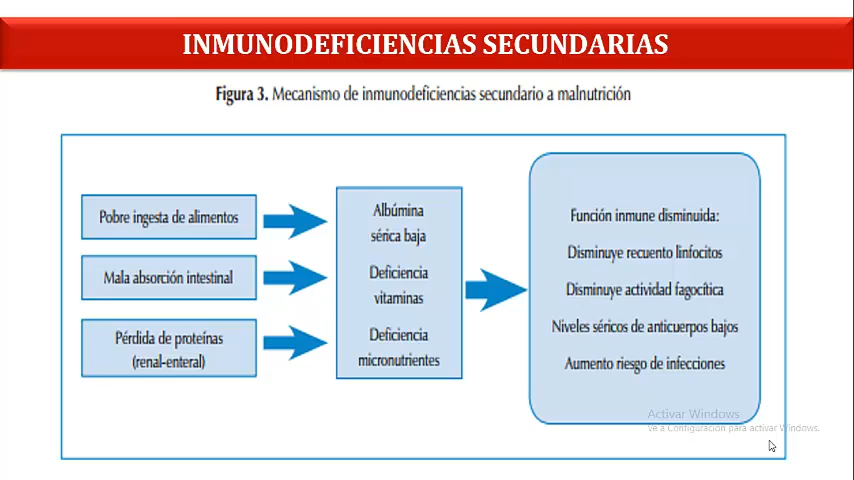 INMUNODEFICIENCIAS SECUNDARIAS
Figura 3. Mecanismo de inmunodeficiencias secundario a malnutrición
Pobre ingesta de alimentos
Mala absorción intestinal
Pérdida de proteínas
(renal-enteral)
Albúmina
sérica baja
Deficiencia
vitaminas
Deficiencia
micronutrientes
Función inmune disminuida:
Disminuye recuento linfocitos
Disminuye actividad fagocítica
Niveles séricos de anticuerpos bajos
Aumento riesgo de infecciones
Activar Windows
Ve a Configuración para activar Windows.